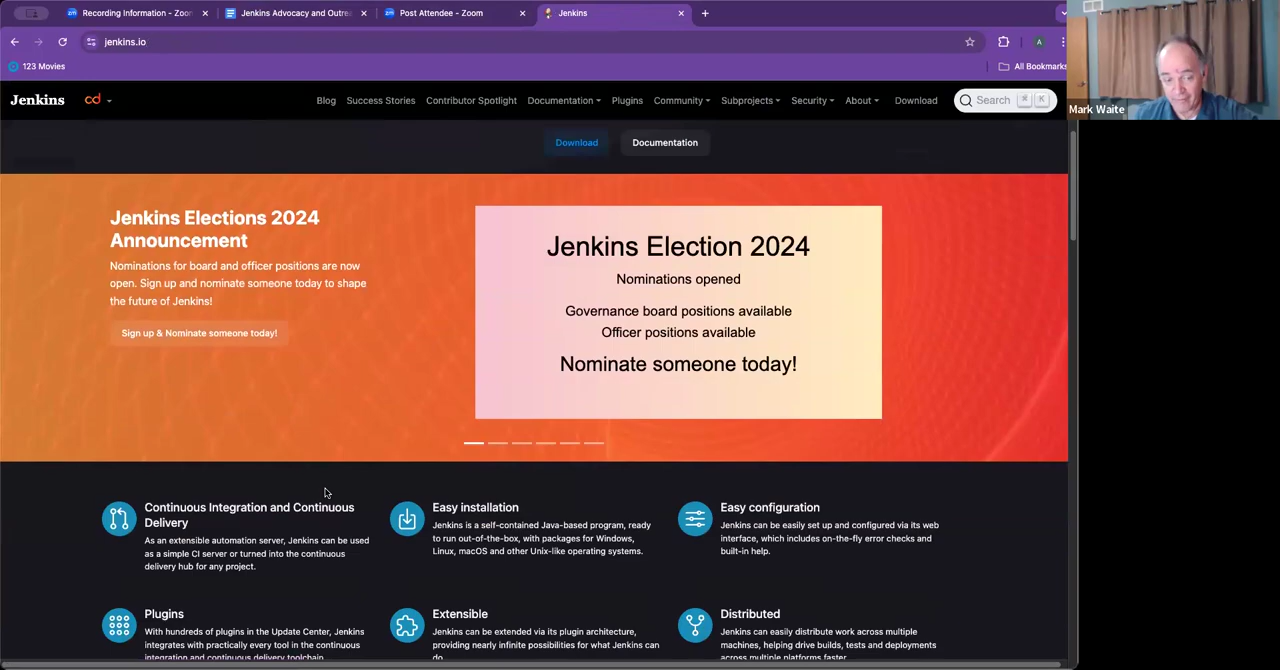 Recording Information - Zoom
Jenkins Advocacy and Outrea
Post Attendee - Zoom
Jenkins
jenkins.io
A
123 Movies
All Bookmarks
Mark Waite
Jenkins
cd
Blog
Success Stories
Contributor Spotlight
Documentation
Plugins
Community
Subprojects
Security
About
Download
Search
⌘ K
Download
Documentation
Jenkins Elections 2024
Announcement
Nominations for board and officer positions are now
open. Sign up and nominate someone today to shape
the future of Jenkins!
Sign up & Nominate someone today!
Jenkins Election 2024
Nominations opened
Governance board positions available
Officer positions available
Nominate someone today!
Continuous Integration and Continuous
Delivery
As an extensible automation server, Jenkins can be used
as a simple CI server or turned into the continuous
delivery hub for any project.
Easy installation
Jenkins is a self-contained Java-based program, ready
to run out-of-the-box, with packages for Windows,
Linux, macOS and other Unix-like operating systems.
Easy configuration
Jenkins can be easily set up and configured via its web
interface, which includes on-the-fly error checks and
built-in help.
Plugins
With hundreds of plugins in the Update Center, Jenkins
integrates with practically every tool in the continuous
integration and continuous delivery toolchain.
Extensible
Jenkins can be extended via its plugin architecture,
providing nearly infinite possibilities for what Jenkins can
do.
Distributed
Jenkins can easily distribute work across multiple
machines, helping drive builds, tests and deployments
across multiple platforms faster.